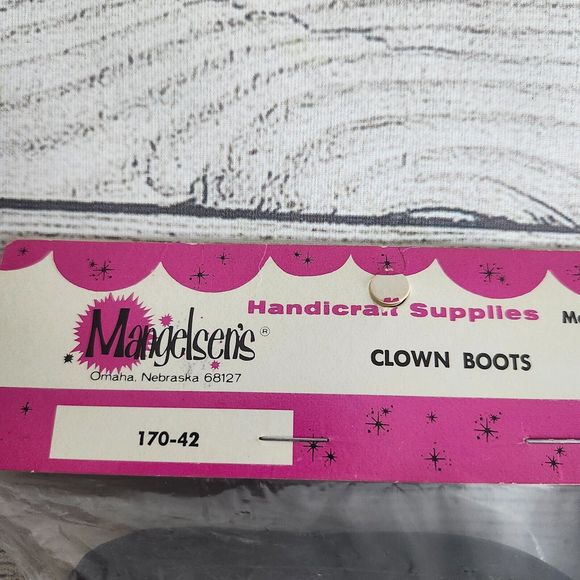 Handicraft Supplies
Mangelsen's®
CLOWN BOOTS
Omaha, Nebraska 68127
170-42